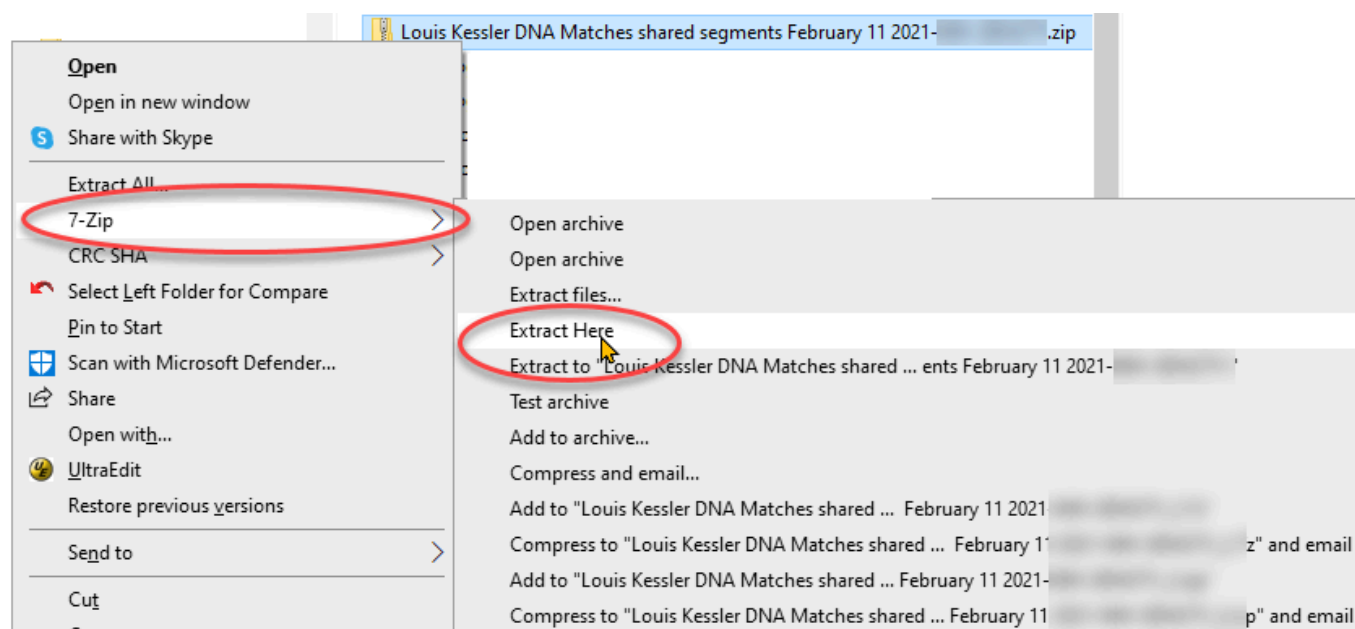 Louis Kessler DNA Matches shared segments February 11 2021- .zip
Open
Open in new window
Share with Skype
Extract All...
7-Zip
CRC SHA
Select Left Folder for Compare
Pin to Start
Scan with Microsoft Defender...
Share
Open with...
UltraEdit
Restore previous versions
Send to
Cut
Open archive
Open archive
Extract files...
Extract Here
Extract to "Louis Kessler DNA Matches shared ... ents February 11 2021- "
Test archive
Add to archive...
Compress and email...
Add to "Louis Kessler DNA Matches shared ... February 11 2021-
Compress to "Louis Kessler DNA Matches shared ... February 11 z" and email
Add to "Louis Kessler DNA Matches shared ... February 11 2021-
Compress to "Louis Kessler DNA Matches shared ... February 11 p" and email